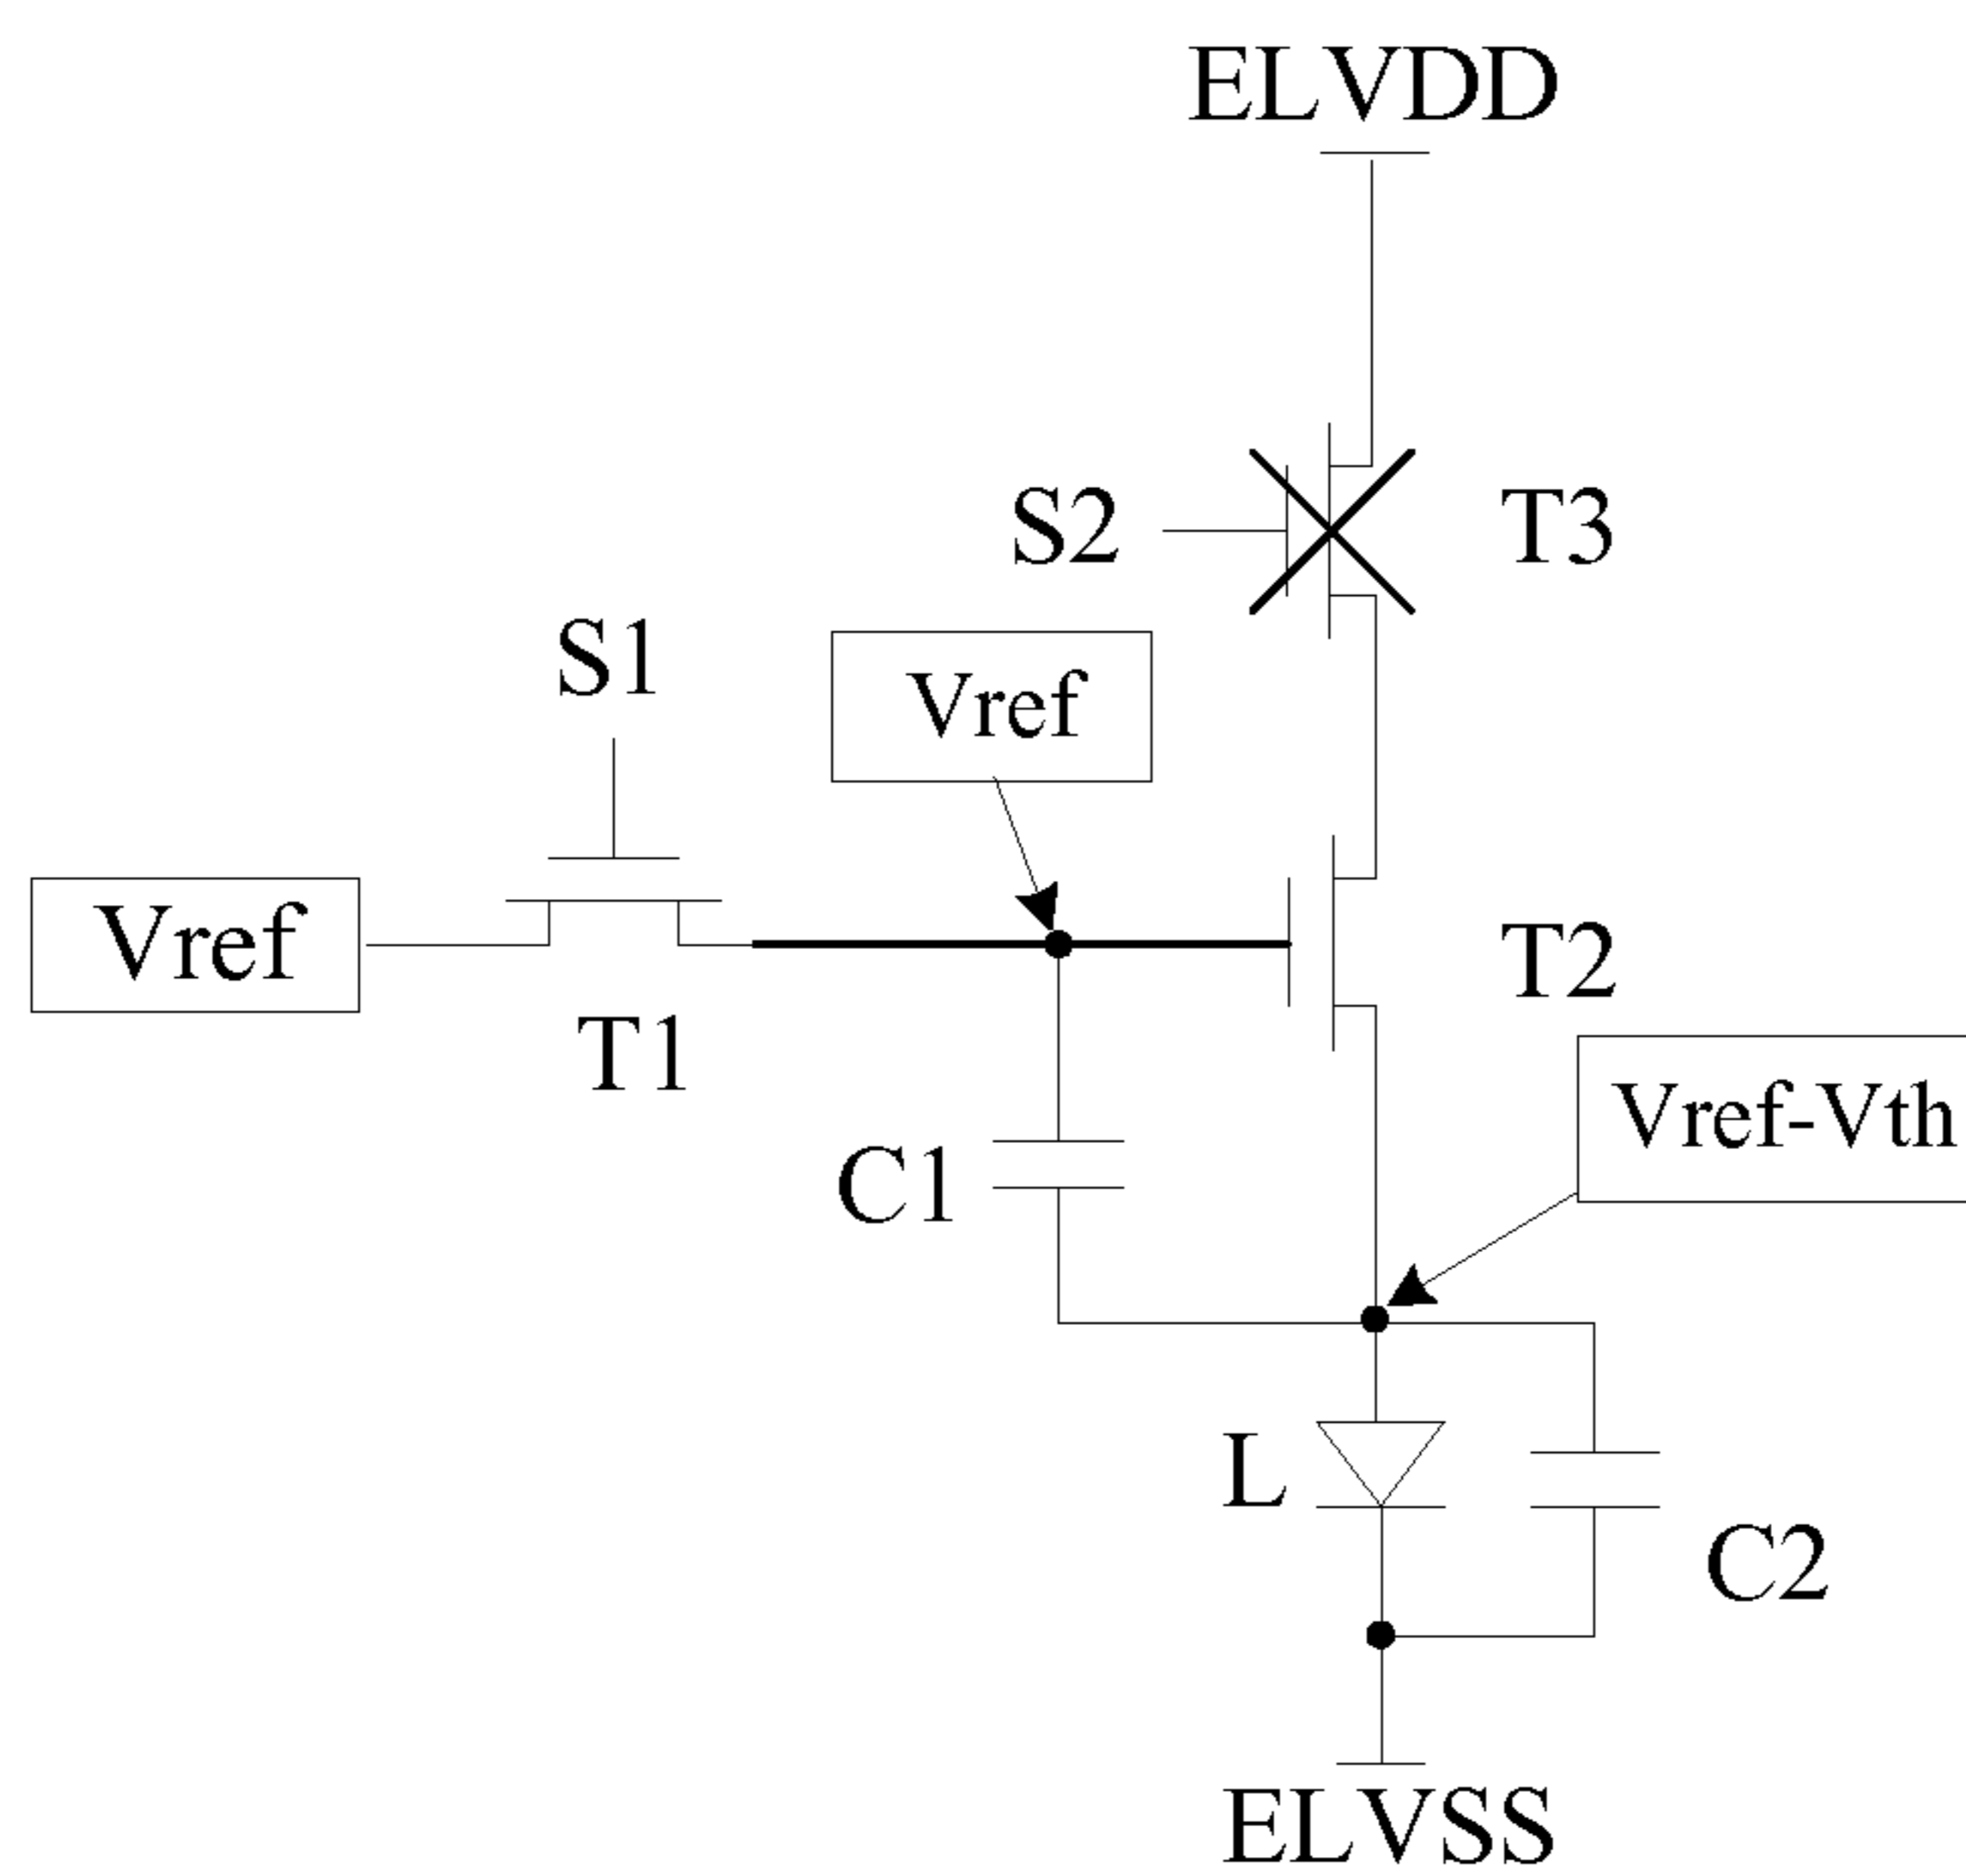 ELVDD
S2
T3
S1
Vref
Vref
T2
T1
Vref-Vth
C1
L
C2
ELVSS